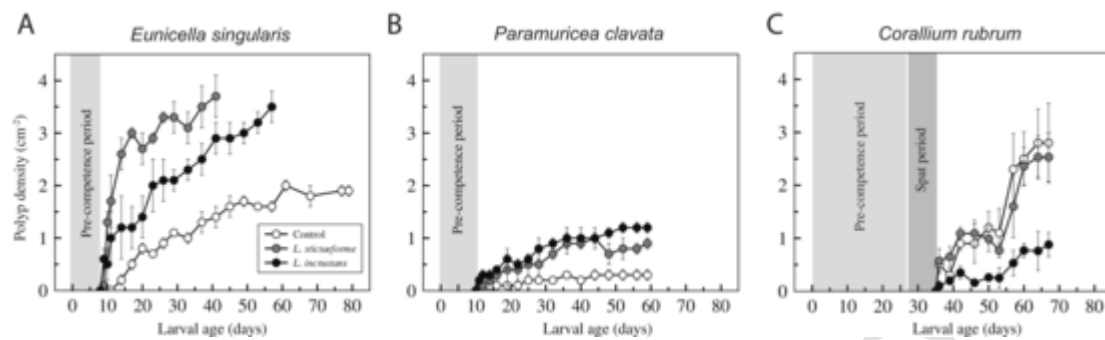 A Eunicella singularis
B Paramuricea clavata
C Corallium rubrum
Polyp density (cm-2)
4
3
2
1
0
Pre-competence period
Control
L. stictaeforme
L. incrustans
0 10 20 30 40 50 60 70 80
Larval age (days)
4
3
2
1
0
Pre-competence period
0 10 20 30 40 50 60 70 80
Larval age (days)
4
3
2
1
0
Pre-competence period
Spat period
0 10 20 30 40 50 60 70 80
Larval age (days)